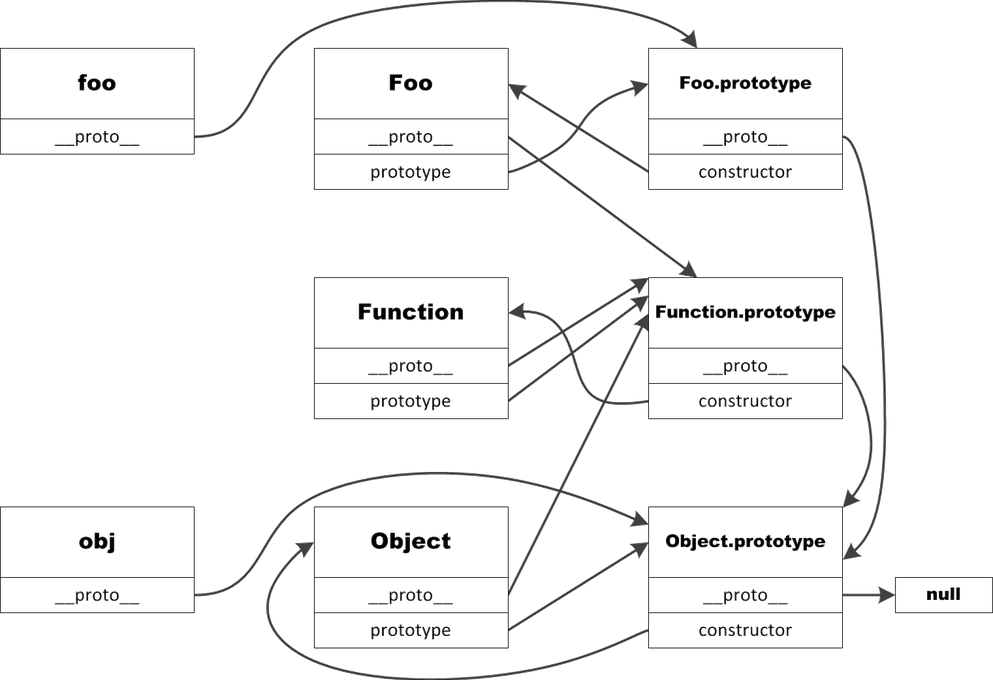 foo
__proto__
Foo
__proto__
prototype
Foo.prototype
__proto__
constructor
Function
__proto__
prototype
Function.prototype
__proto__
constructor
obj
__proto__
Object
__proto__
prototype
Object.prototype
__proto__
constructor
null